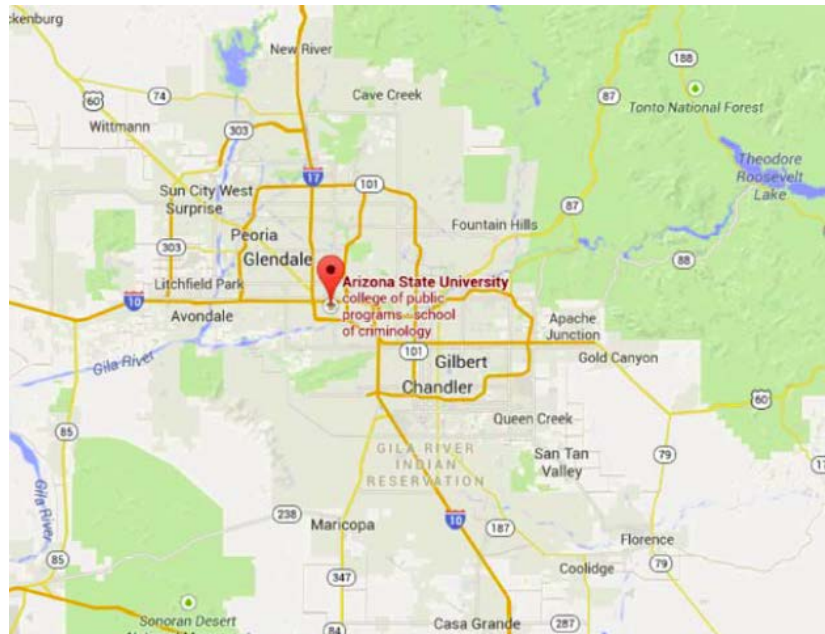 ckenburg
New River
188
87
60
74
Cave Creek
Tonto National Forest
Wittmann
303
Theodore
Roosevelt
Lake
17
101
Sun City West
Surprise
87
Fountain Hills
Peoria
303
Glendale
88
Litchfield Park
Arizona State University
college of public
programs - school
of criminology
10
Avondale
Apache
Junction
101
Gilbert
Gold Canyon
Gila River
Chandler
60
Queen Creek
85
GILA RIVER
INDIAN
RESERVATION
San Tan
Valley
79
17
Gila River
238
10
187
Maricopa
Florence
85
347
Coolidge
79
Sonoran Desert
84
Casa Grande
287